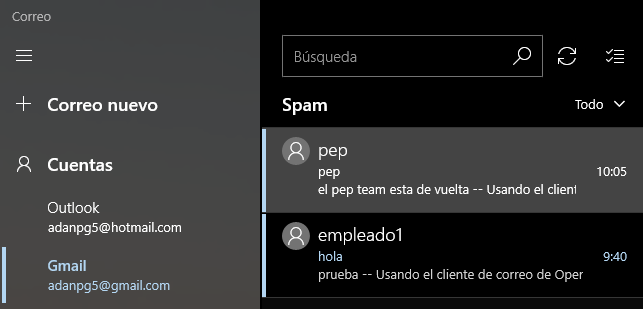 Correo
Búsqueda
Correo nuevo
Spam
Todo
Cuentas
Outlook
adanpg5@hotmail.com
Gmail
adanpg5@gmail.com
pep
pep
10:05
el pep team esta de vuelta -- Usando el client
empleado1
hola
9:40
prueba -- Usando el cliente de correo de Oper